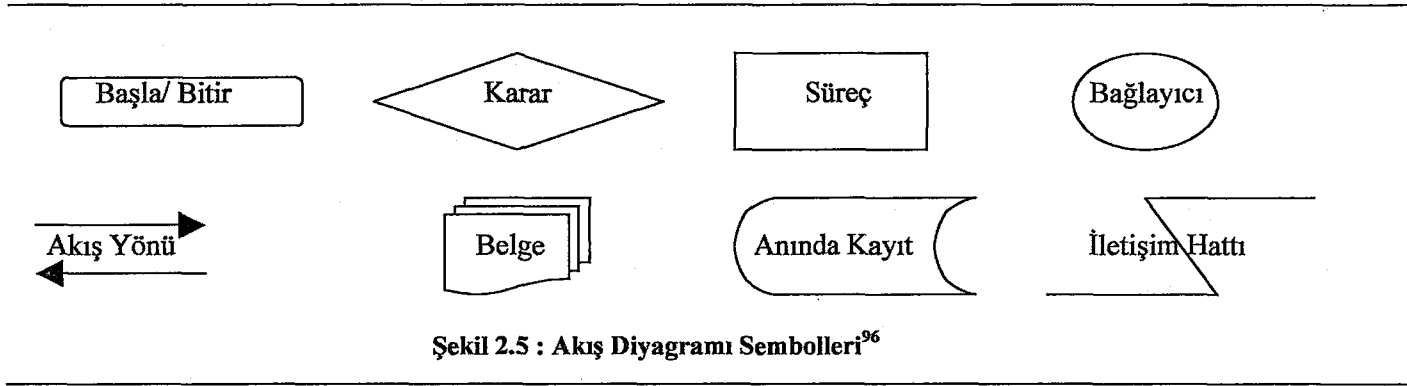 Başla/ Bitir
Karar
Süreç
Bağlayıcı
Akış Yönü
Belge
Anında Kayıt
İletişim Hattı
Şekil 2.5 : Akış Diyagramı Sembolleri96